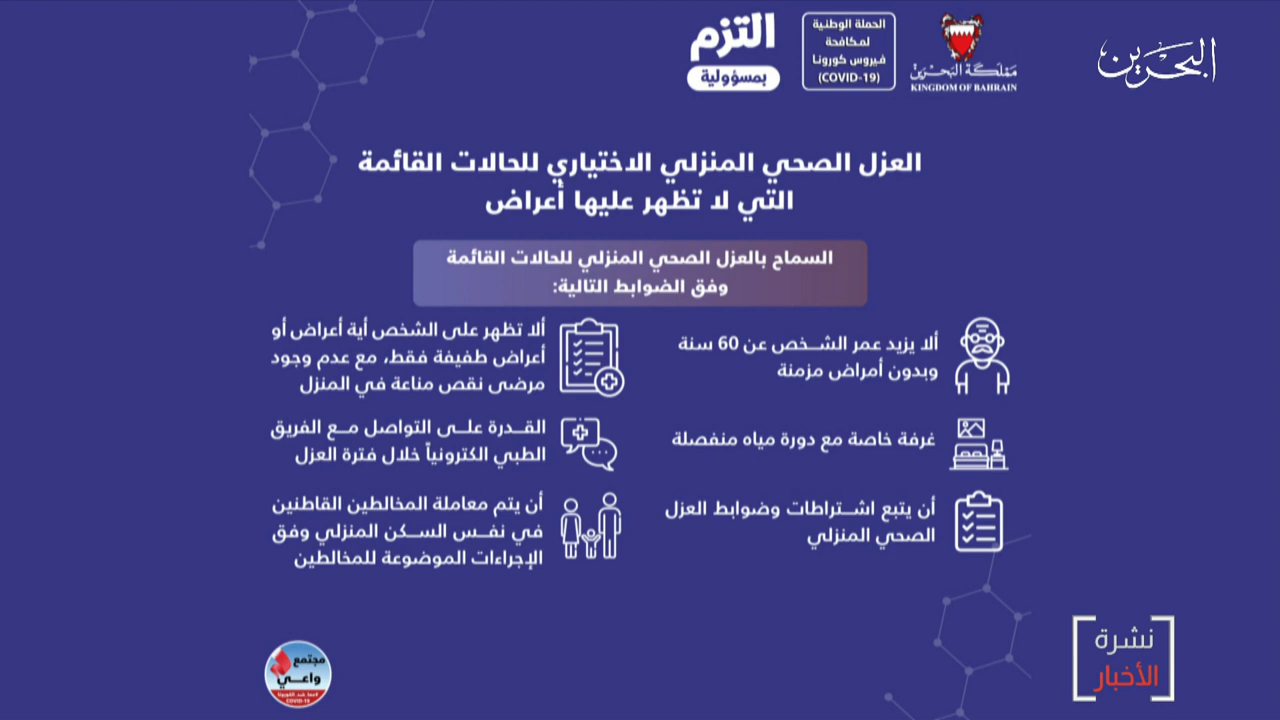 البحرين
مملكة البحرين
KINGDOM OF BAHRAIN
الحملة الوطنية
لمكافحة
فيروس كورونا
(COVID-19)
التزم
بمسؤولية
العزل الصحي المنزلي الاختياري للحالات القائمة
التي لا تظهر عليها أعراض
السماح بالعزل الصحي المنزلي للحالات القائمة
وفق الضوابط التالية:
ألا يزيد عمر الشخص عن 60 سنة
وبدون أمراض مزمنة
ألا تظهر على الشخص أية أعراض أو
أعراض طفيفة فقط، مع عدم وجود
مرضى نقص مناعة في المنزل
غرفة خاصة مع دورة مياه منفصلة
القدرة على التواصل مع الفريق
الطبي الكترونياً خلال فترة العزل
أن يتبع اشتراطات وضوابط العزل
الصحي المنزلي
أن يتم معاملة المخالطين القاطنين
في نفس السكن المنزلي وفق
الإجراءات الموضوعة للمخالطين
نشرة
الأخبار
مجتمع
واعي
COVID-19